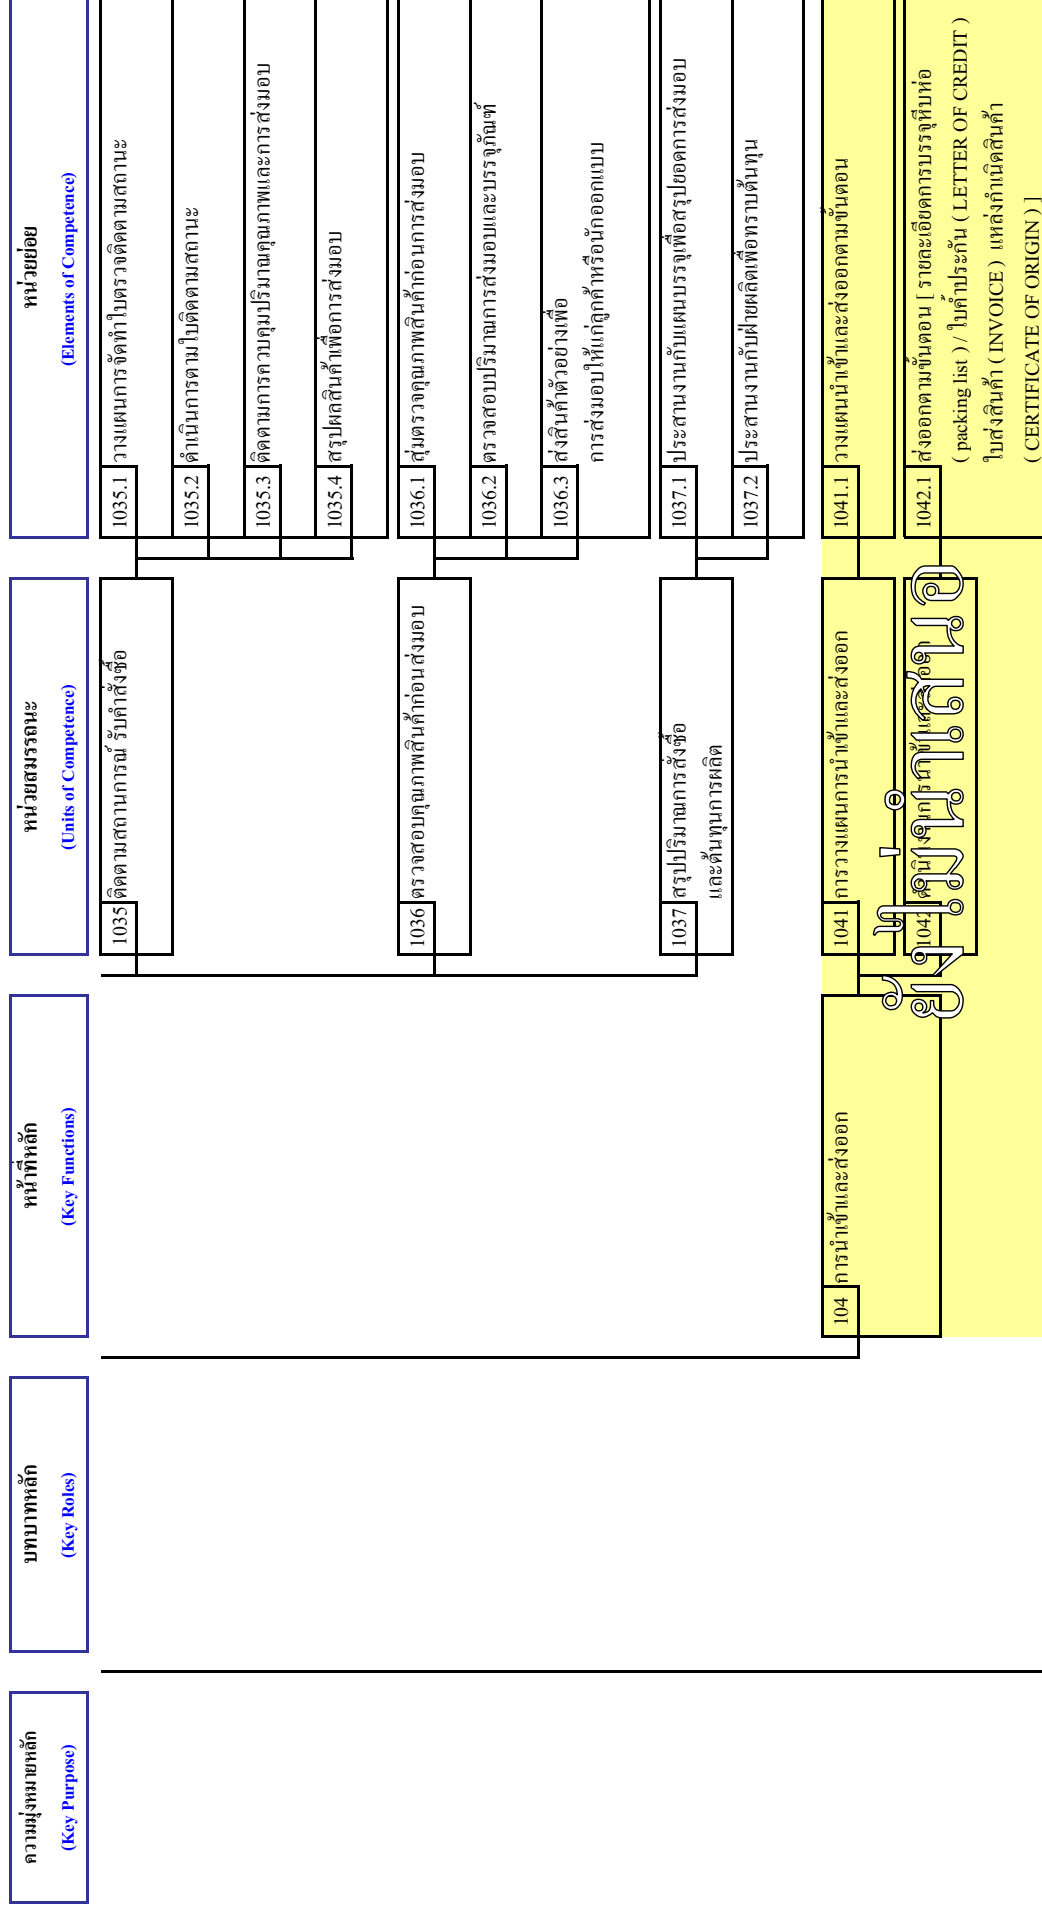 ความมุ่งหมายหลัก
(Key Purpose)
บทบาทหลัก
(Key Roles)
หน้าที่หลัก
(Key Functions)
หน่วยสมรรถนะ
(Units of Competence)
หน่วยย่อย
(Elements of Competence)
1035 ติดตามสถานการณ์ รับคำสั่งซื้อ
1035.1 วางแผนการจัดทำใบตรวจติดตามสถานะ
1035.2 ดำเนินการตามใบติดตามสถานะ
1035.3 ติดตามการควบคุมปริมาณคุณภาพและการส่งมอบ
1035.4 สรุปผลสินค้าเพื่อการส่งมอบ
1036 ตรวจสอบคุณภาพสินค้าก่อนส่งมอบ
1036.1 สุ่มตรวจคุณภาพสินค้าก่อนการส่งมอบ
1036.2 ตรวจสอบปริมาณการส่งมอบและบรรจุภัณฑ์
1036.3 ส่งสินค้าตัวอย่างเพื่อ
การส่งมอบให้แก่ลูกค้าหรือนักออกแบบ
1037 สรุปปริมาณการสั่งซื้อ
และต้นทุนการผลิต
1037.1 ประสานงานกับแผนบรรจุเพื่อสรุปยอดการส่งมอบ
1037.2 ประสานงานกับฝ่ายผลิตเพื่อทราบต้นทุน
104 การนำเข้าและส่งออก
1041 การวางแผนการนำเข้าและส่งออก
1041.1 วางแผนนำเข้าและส่งออกตามขั้นตอน
1042 ดำเนินงานการนำเข้าและส่งออก
1042.1 ส่งออกตามขั้นตอน [ รายละเอียดการบรรจุหีบห่อ
( packing list ) / ใบค้ำประกัน ( LETTER OF CREDIT )
ใบส่งสินค้า ( INVOICE ) แหล่งกำเนิดสินค้า
( CERTIFICATE OF ORIGIN ) ]
ยังไม่นำเสนอ